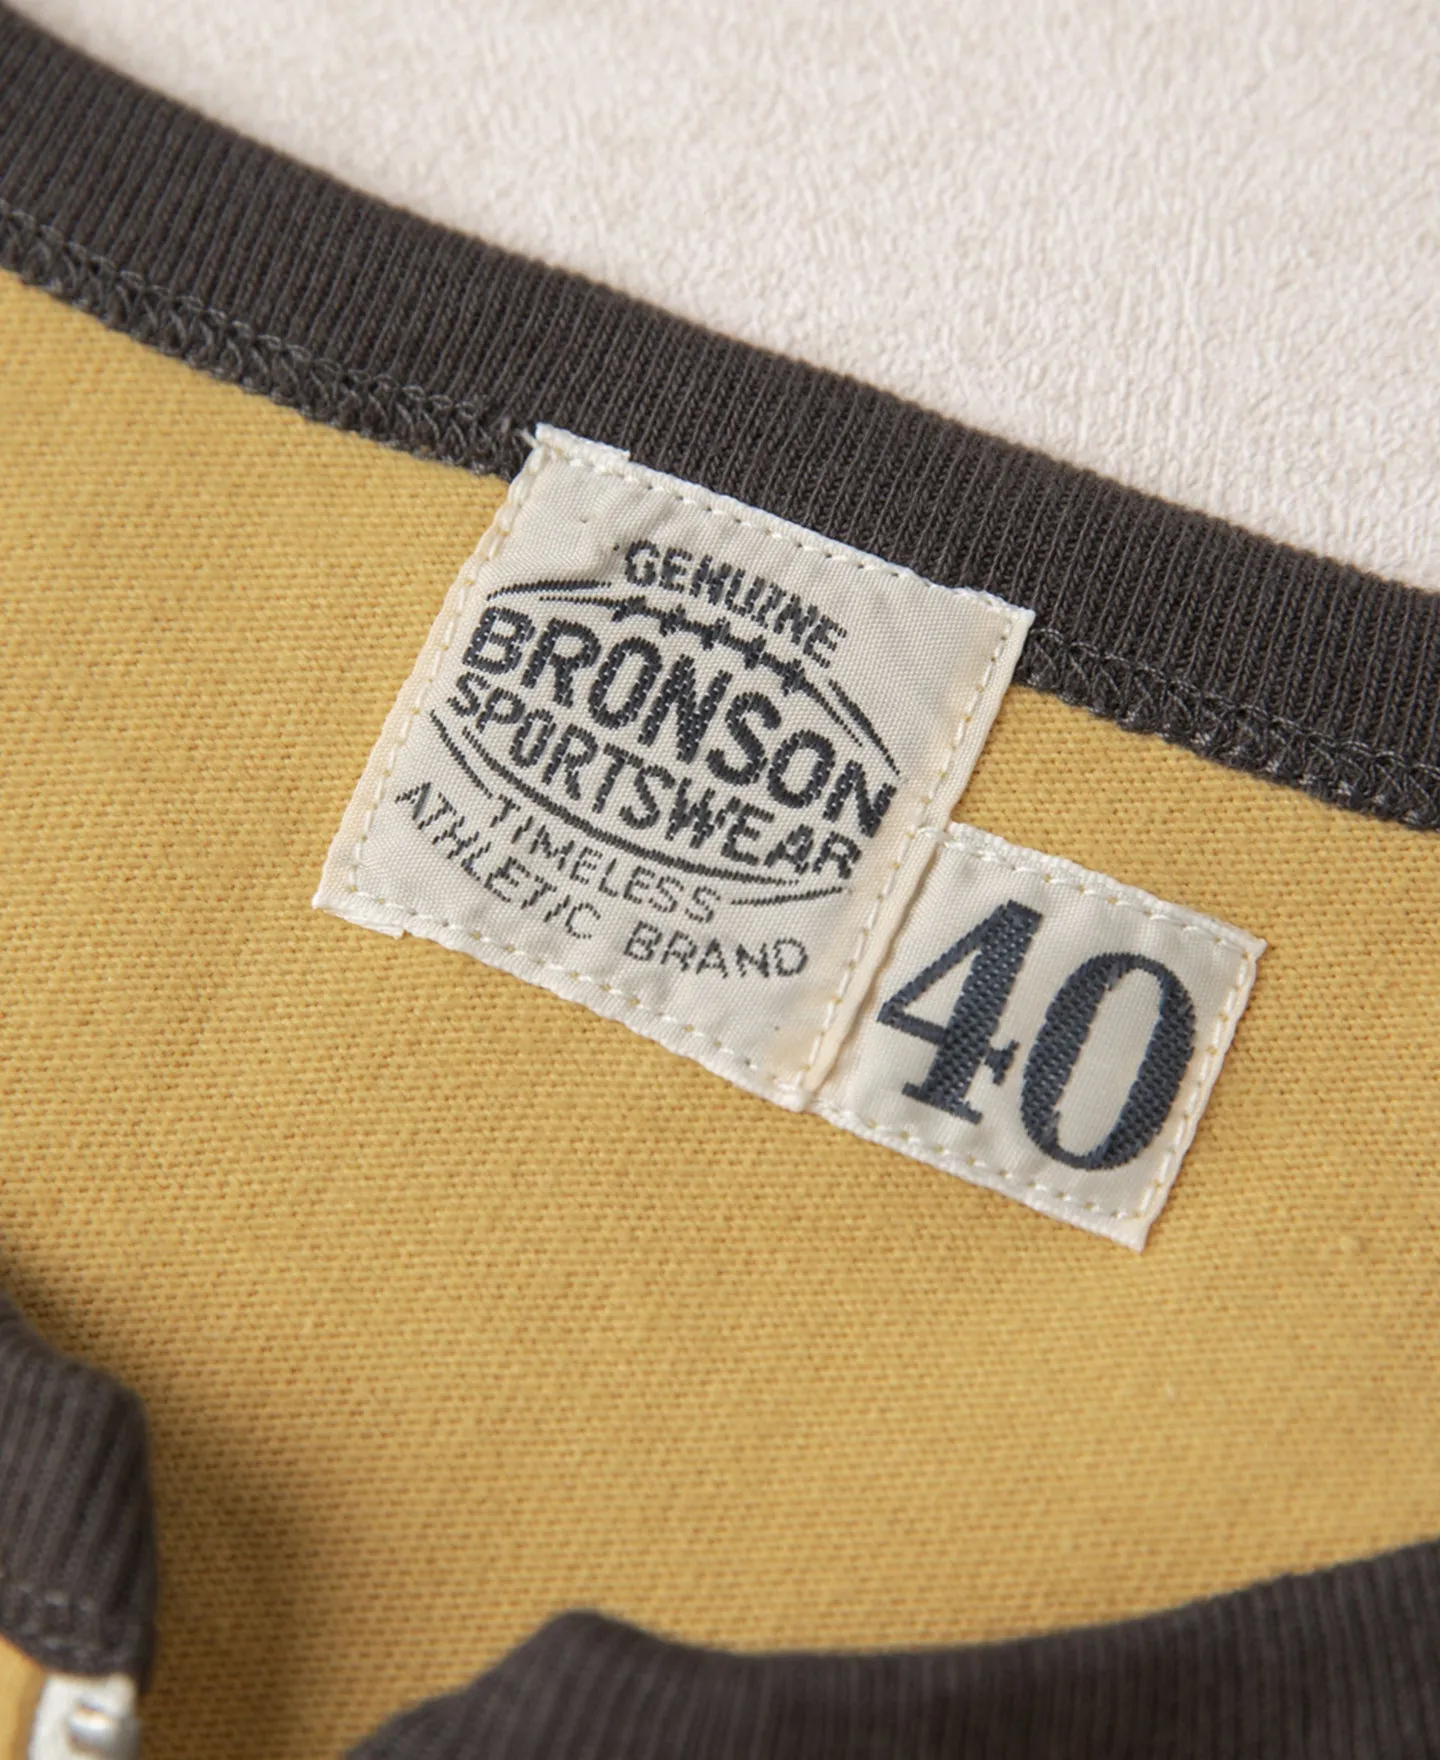 GENUINE
BRONSON
SPORTSWEAR
TIMELESS
ATHLETIC BRAND
40